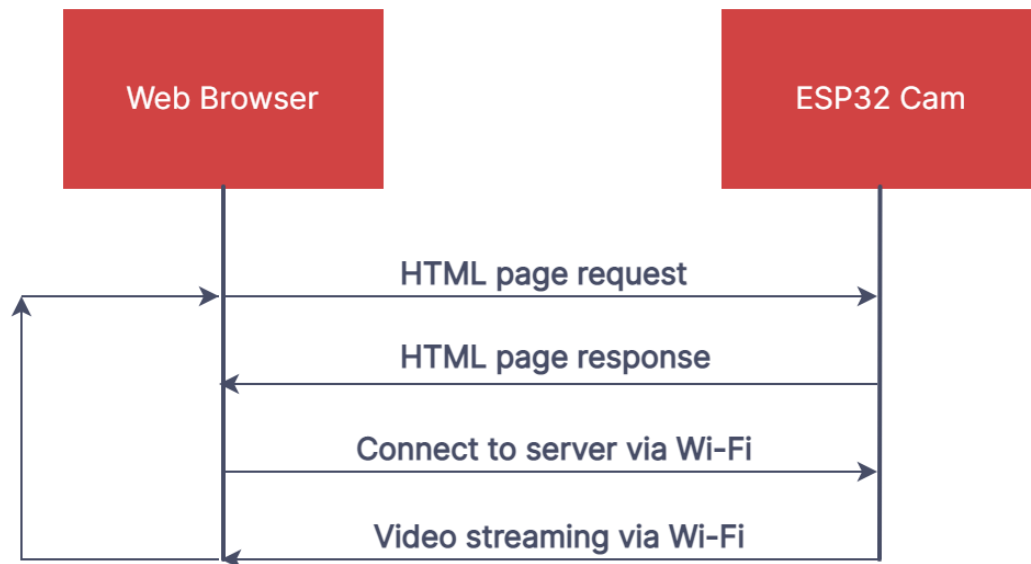 Web Browser
ESP32 Cam
HTML page request
HTML page response
Connect to server via Wi-Fi
Video streaming via Wi-Fi